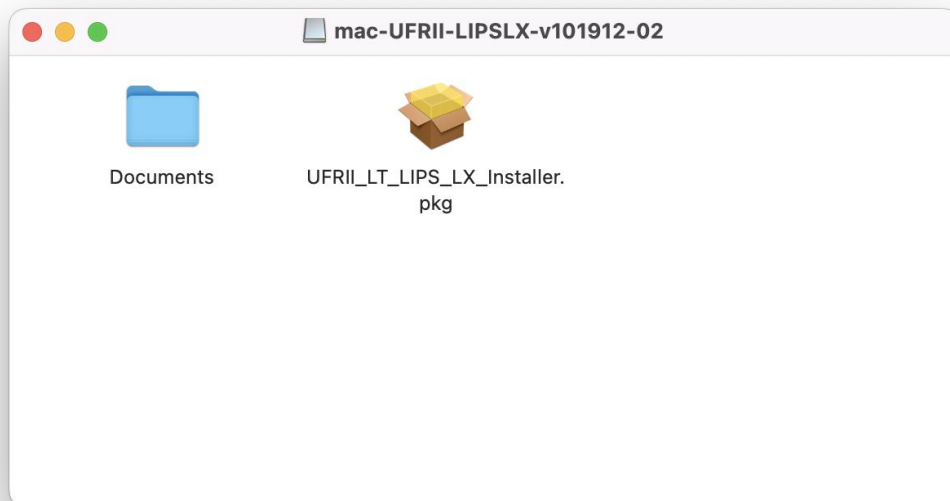 mac-UFRII-LIPSLX-v101912-02
Documents
UFRII_LT_LIPS_LX_Installer.
pkg